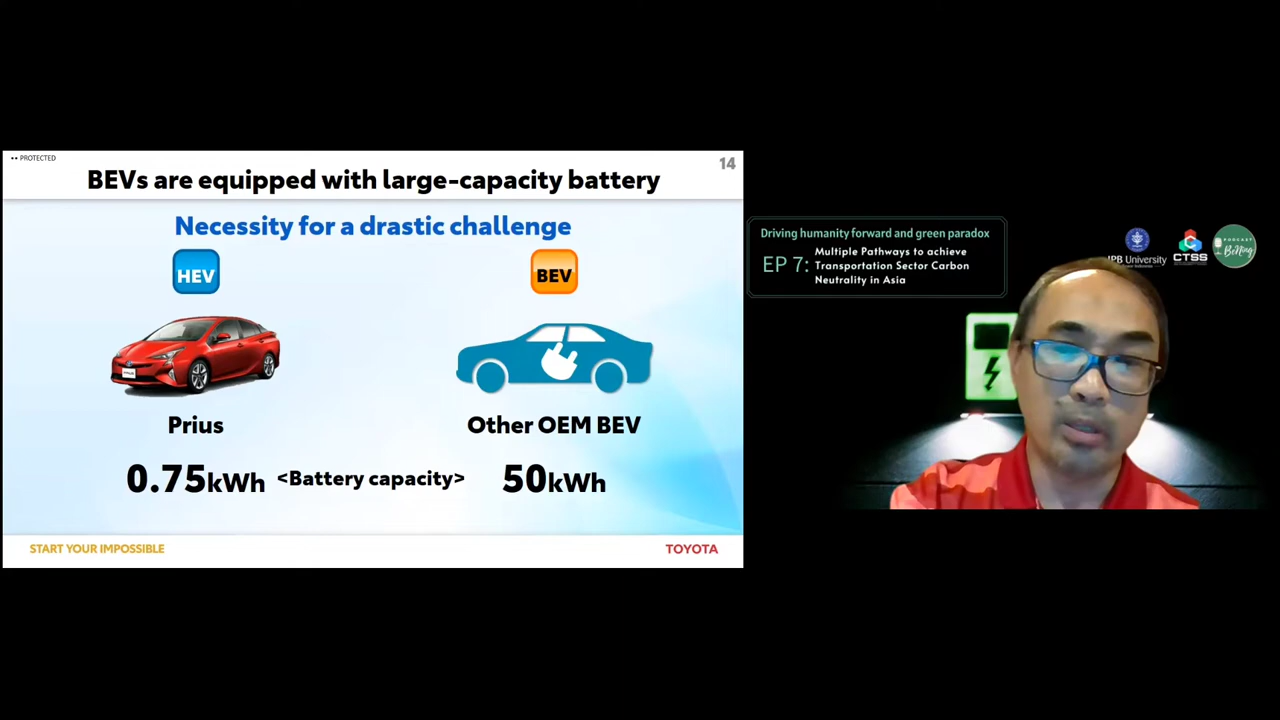 •• PROTECTED
14
BEVs are equipped with large-capacity battery
Necessity for a drastic challenge
HEV
BEV
Prius
Other OEM BEV
0.75kWh <Battery capacity> 50kWh
START YOUR IMPOSSIBLE
TOYOTA
Driving humanity forward and green paradox
EP 7:
Multiple Pathways to achieve
Transportation Sector Carbon
Neutrality in Asia
IPB University
CTSS
PODCAST
BeNing